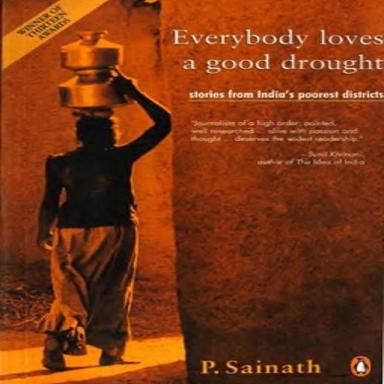 WINNER OF
THIRTEEN
AWARDS
Everybody loves
a good drought
stories from India's poorest districts
"Journalism of a high order: pointed,
well researched ... alive with passion and
thought ... deserves the widest readership."
— Sunil Khilnani,
author of The Idea of India
P. Sainath